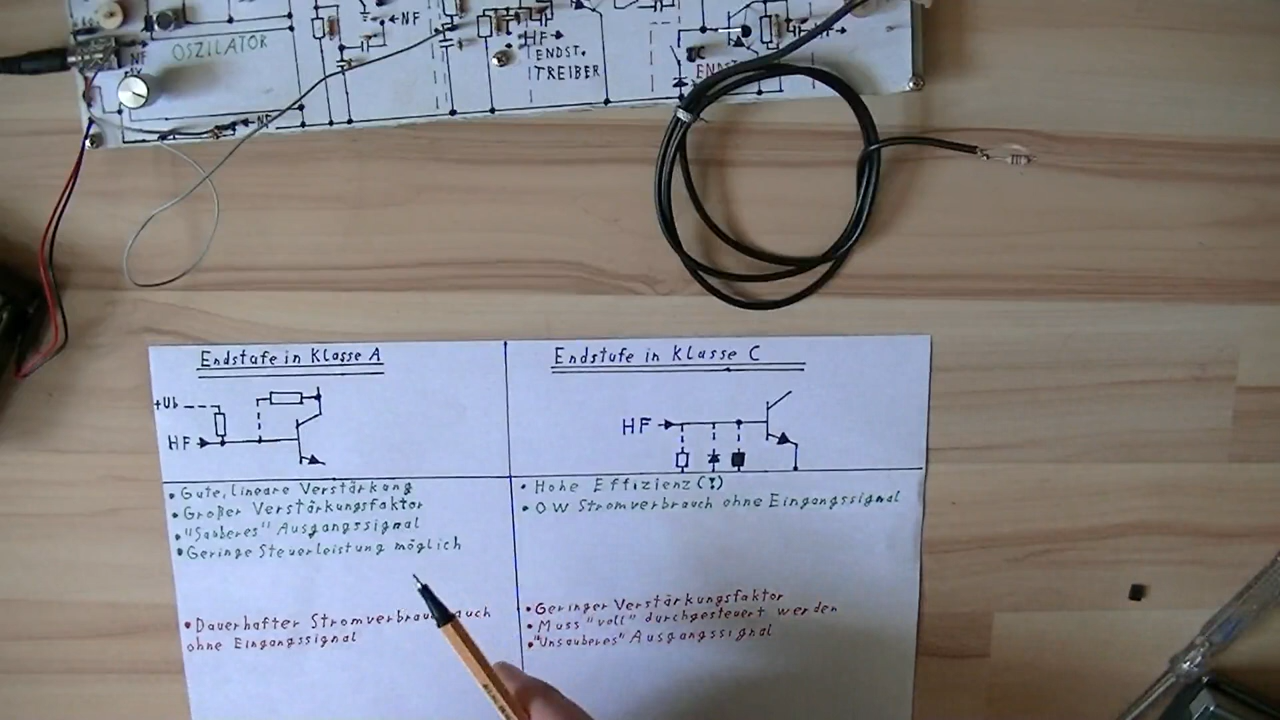 OSZILATOR
NF
HF
ENDST.
TREIBER
Endstufe in Klasse A
Endstufe in Klasse C
+Ub
HF
HF
• Gute, lineare Verstärkung
• Großer Verstärkungsfaktor
• "Sauberes" Ausgangssignal
• Geringe Steuerleistung möglich
• Hohe Effizienz (?)
• 0W Stromverbrauch ohne Eingangssignal
• Dauerhafter Stromverbrauch auch
ohne Eingangssignal
• Geringer Verstärkungsfaktor
• Muss "voll" durchgesteuert werden
• "Unsauberes" Ausgangssignal